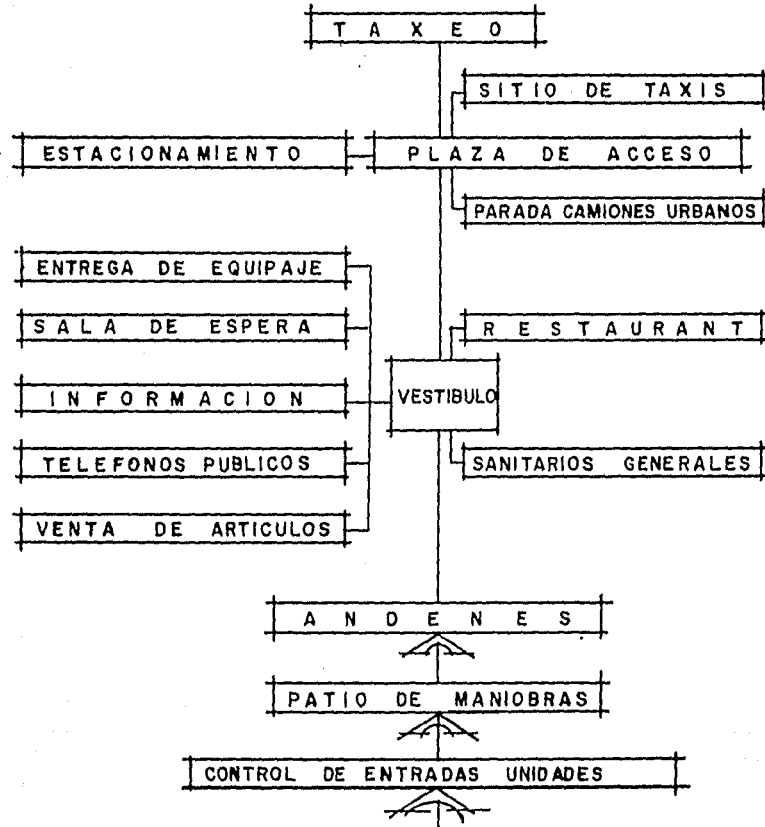 TAXEO
SITIO DE TAXIS
ESTACIONAMIENTO
PLAZA DE ACCESO
PARADA CAMIONES URBANOS
ENTREGA DE EQUIPAJE
SALA DE ESPERA
RESTAURANT
INFORMACION
VESTIBULO
TELEFONOS PUBLICOS
SANITARIOS GENERALES
VENTA DE ARTICULOS
ANDENES
PATIO DE MANIOBRAS
CONTROL DE ENTRADAS UNIDADES